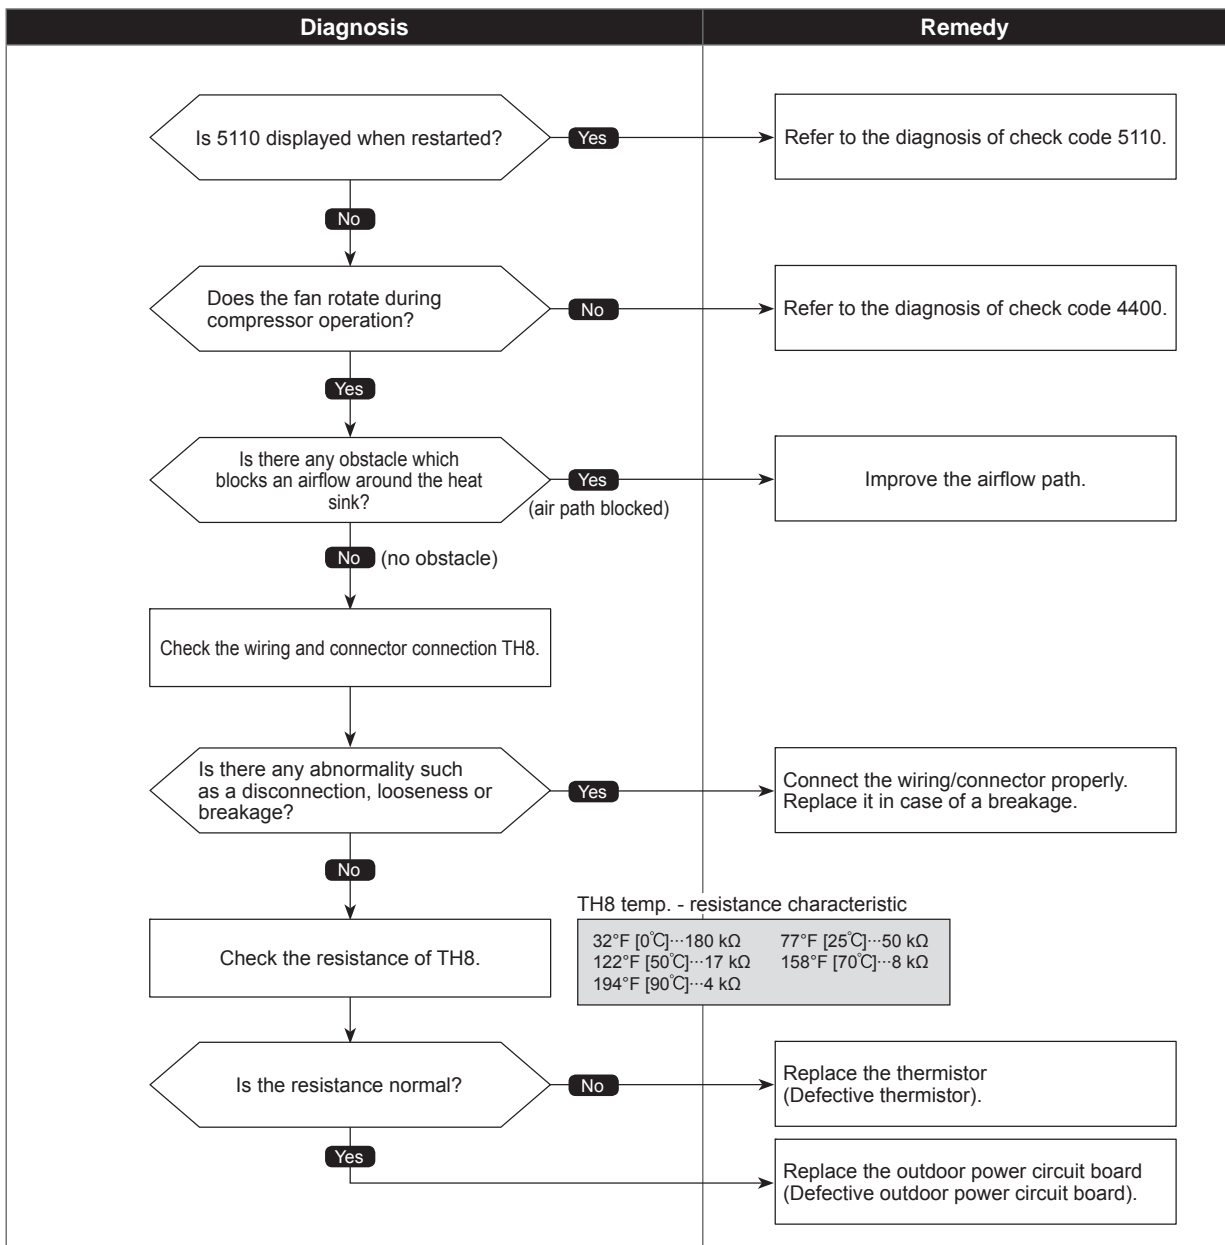 Diagnosis
Remedy
Is 5110 displayed when restarted?
Yes
Refer to the diagnosis of check code 5110.
No
Does the fan rotate during
compressor operation?
No
Refer to the diagnosis of check code 4400.
Yes
Is there any obstacle which
blocks an airflow around the heat
sink?
Yes
(air path blocked)
Improve the airflow path.
No (no obstacle)
Check the wiring and connector connection TH8.
Is there any abnormality such
as a disconnection, looseness or
breakage?
Yes
Connect the wiring/connector properly.
Replace it in case of a breakage.
No
Check the resistance of TH8.
TH8 temp. - resistance characteristic
32°F [0℃]···180 kΩ 77°F [25℃]···50 kΩ
122°F [50℃]···17 kΩ 158°F [70℃]···8 kΩ
194°F [90℃]···4 kΩ
Is the resistance normal?
No
Replace the thermistor
(Defective thermistor).
Yes
Replace the outdoor power circuit board
(Defective outdoor power circuit board).